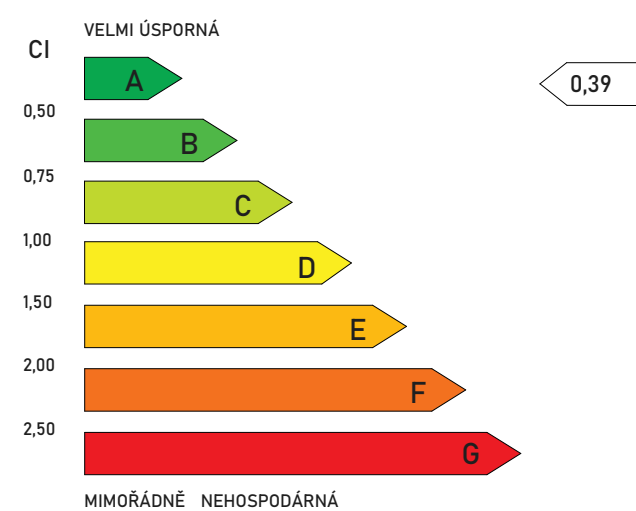 VELMI ÚSPORNÁ
CI
A
0,39
0,50
B
0,75
C
1,00
D
1,50
E
2,00
F
2,50
G
MIMOŘÁDNĚ NEHOSPODÁRNÁ